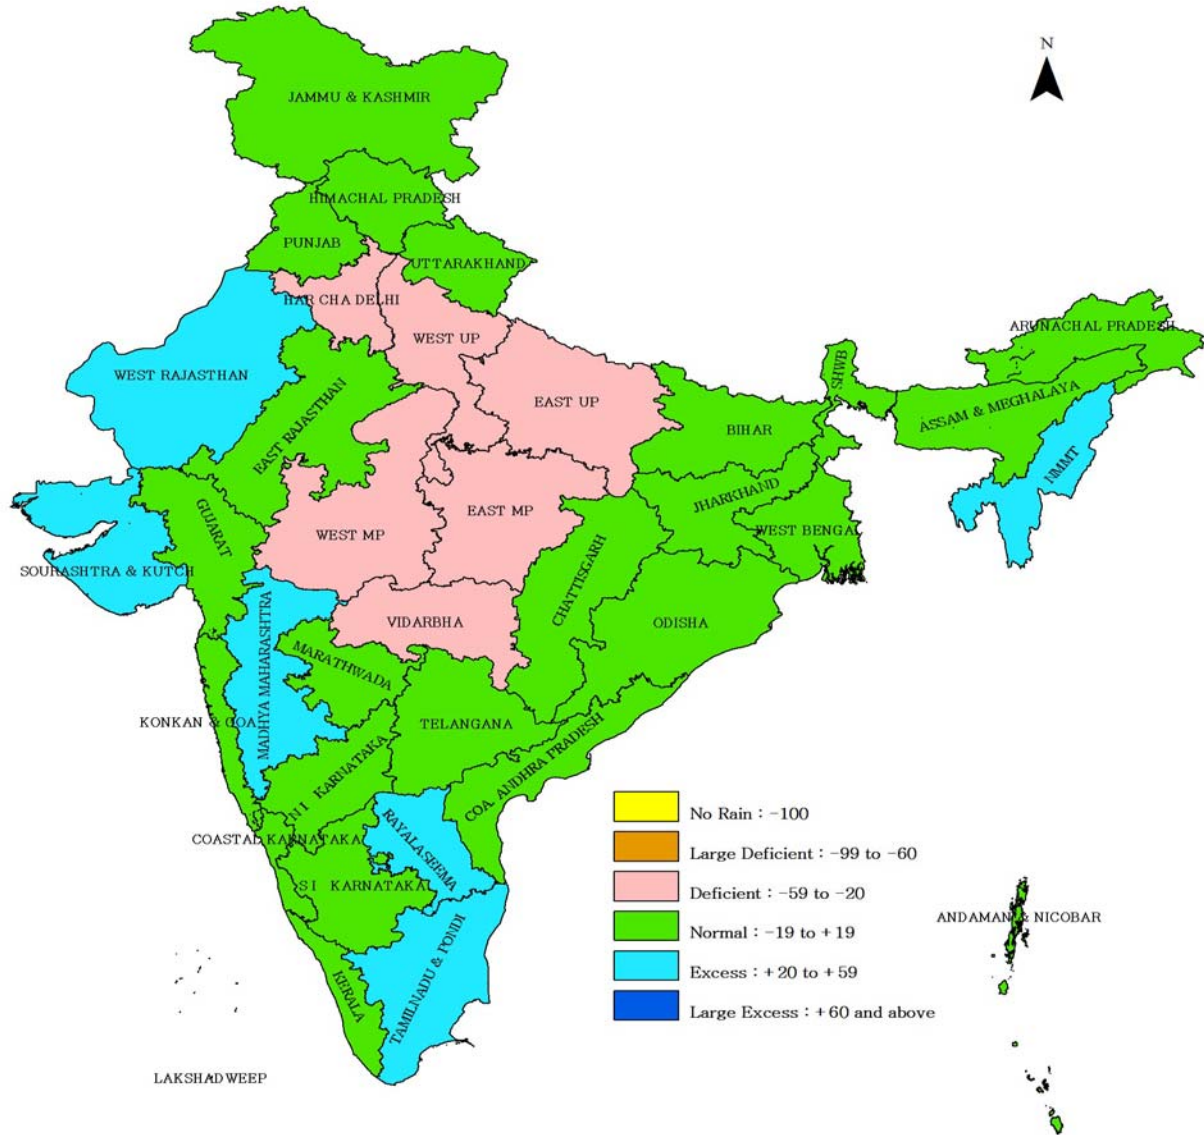 N
JAMMU & KASHMIR
HIMACHAL PRADESH
PUNJAB
UTTARAKHAND
HAR CHA DELHI
WEST UP
ARUNACHAL PRADESH
WEST RAJASTHAN
SHWB
EAST RAJASTHAN
EAST UP
ASSAM & MEGHALAYA
BIHAR
NMMT
JHARKHAND
GUJARAT
EAST MP
WEST MP
WEST BENGAL
SOURASHTRA & KUTCH
CHATTISGARH
VIDARBHA
ODISHA
MADHYA MAHARASHTRA
MARATHWADA
KONKAN & GOA
TELANGANA
COA. ANDHRA PRADESH
N I KARNATAKA
COASTAL KARNATAKA
RAYALASEEMA
S I KARNATAKA
TAMILNADU & PONDI
KERALA
ANDAMAN & NICOBAR
LAKSHADWEEP
No Rain : -100
Large Deficient : -99 to -60
Deficient : -59 to -20
Normal : -19 to +19
Excess : +20 to +59
Large Excess : +60 and above